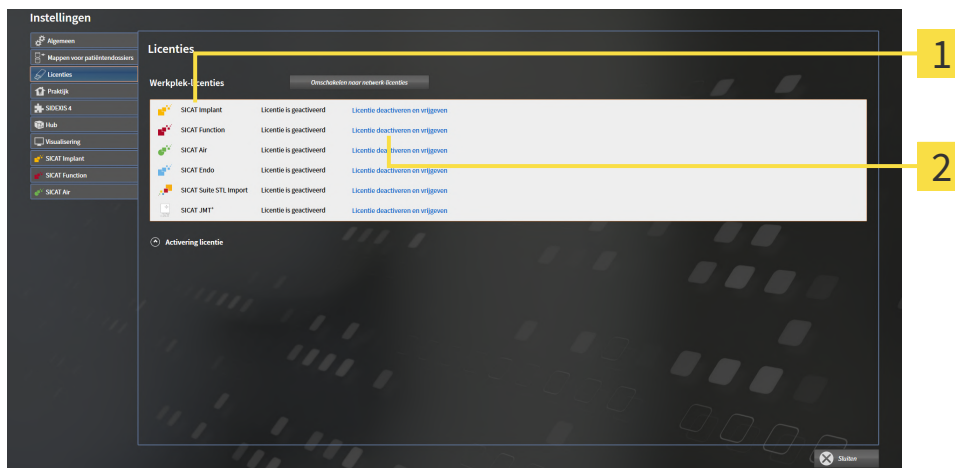 Instellingen
Algemeen
Mappen voor patiëntendossiers
Licenties
Praktijk
SIDEXIS 4
Hub
Visualisering
SICAT Implant
SICAT Function
SICAT Air
Licenties
Werkplek-licenties
Omschakelen naar netwerk-licenties
SICAT Implant Licentie is geactiveerd Licentie deactiveren en vrijgeven
SICAT Function Licentie is geactiveerd Licentie deactiveren en vrijgeven
SICAT Air Licentie is geactiveerd Licentie deactiveren en vrijgeven
SICAT Endo Licentie is geactiveerd Licentie deactiveren en vrijgeven
SICAT Suite STL Import Licentie is geactiveerd Licentie deactiveren en vrijgeven
SICAT JMT⁺ Licentie is geactiveerd Licentie deactiveren en vrijgeven
Activering licentie
Sluiten
1
2